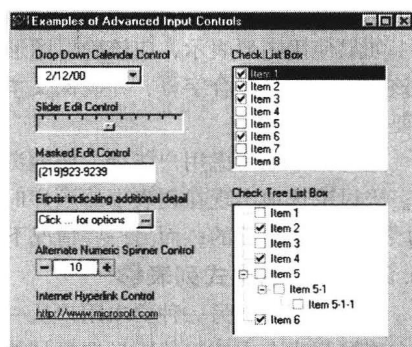 Examples of Advanced Input Controls
Drop Down Calendar Control
2/12/00
Slider Edit Control
Masked Edit Control
(219)923-9239
Elipsis indicating additional detail
Click ... for options
...
Alternate Numeric Spinner Control
- 10 +
Internet Hyperlink Control
http://www.microsoft.com
Check List Box
Item 1
Item 2
Item 3
Item 4
Item 5
Item 6
Item 7
Item 8
Check Tree List Box
Item 1
Item 2
Item 3
Item 4
Item 5
Item 5-1
Item 5-1-1
Item 6